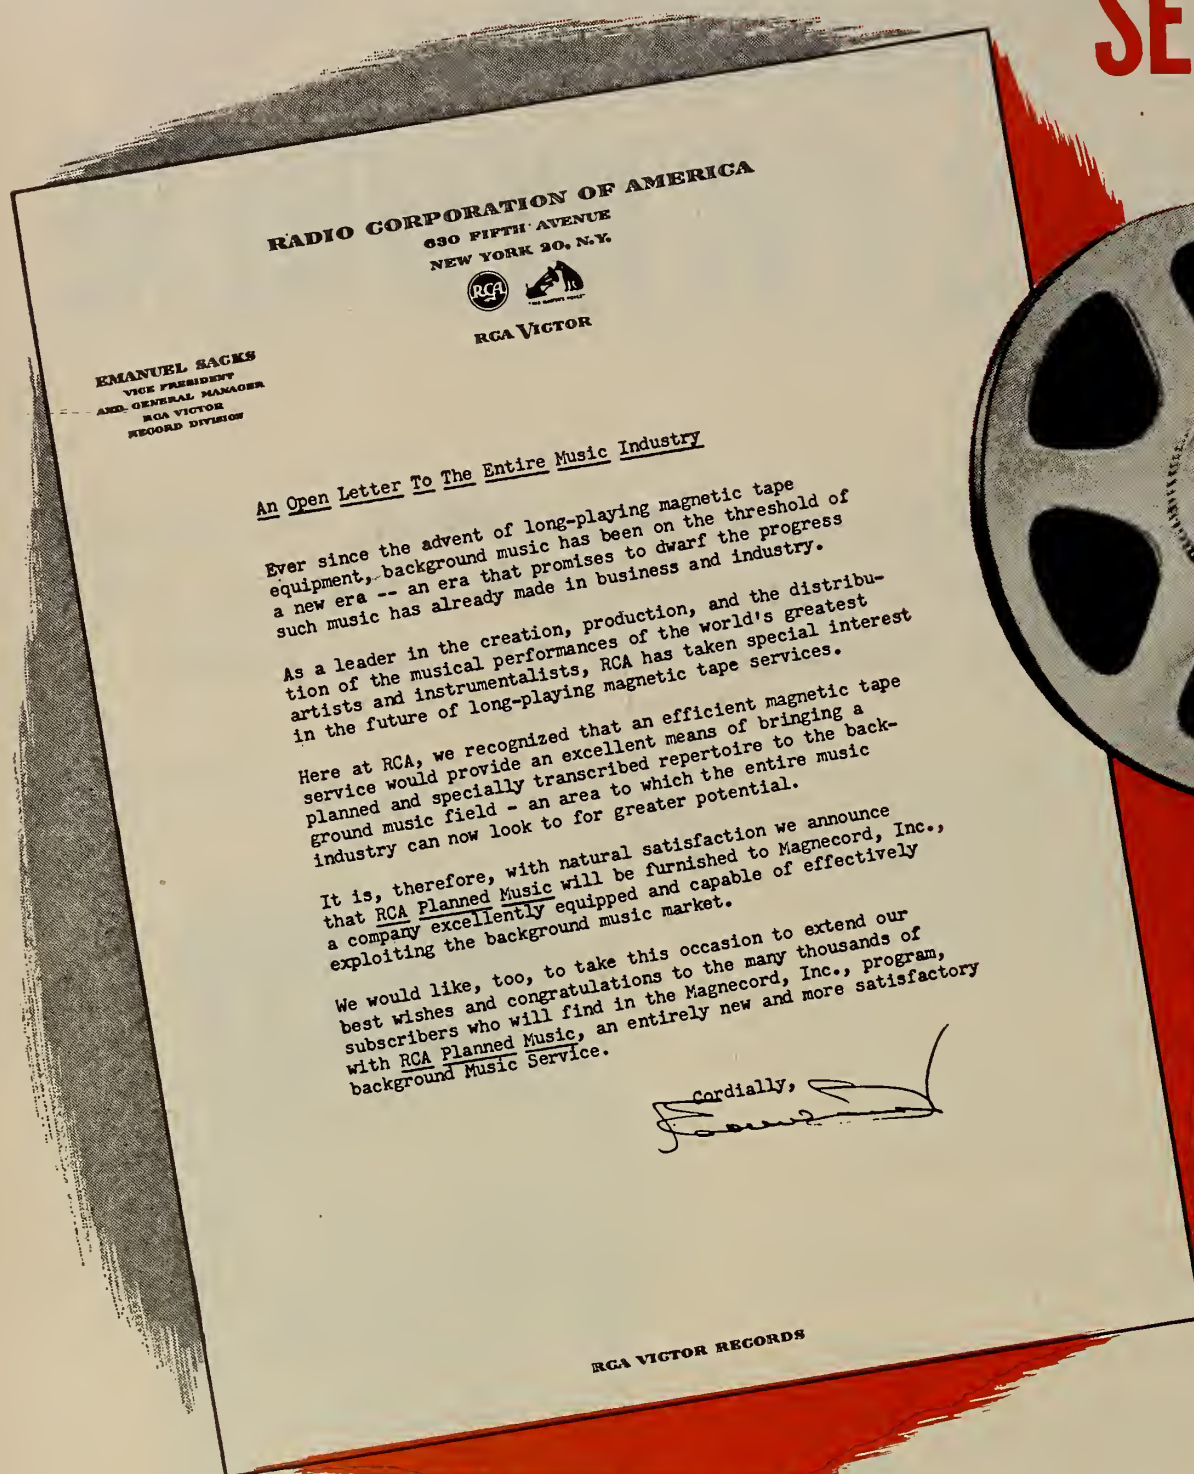 SE
RADIO CORPORATION OF AMERICA
630 FIFTH AVENUE
NEW YORK 20, N.Y.
RCA
"HIS MASTER'S VOICE"
RCA VICTOR
EMANUEL SACKS
VICE PRESIDENT
AND GENERAL MANAGER
RCA VICTOR
RECORD DIVISION
An Open Letter To The Entire Music Industry
Ever since the advent of long-playing magnetic tape
equipment, background music has been on the threshold of
a new era -- an era that promises to dwarf the progress
such music has already made in business and industry.
As a leader in the creation, production, and the distribu-
tion of the musical performances of the world's greatest
artists and instrumentalists, RCA has taken special interest
in the future of long-playing magnetic tape services.
Here at RCA, we recognized that an efficient magnetic tape
service would provide an excellent means of bringing a
planned and specially transcribed repertoire to the back-
ground music field - an area to which the entire music
industry can now look to for greater potential.
It is, therefore, with natural satisfaction we announce
that RCA Planned Music will be furnished to Magnecord, Inc.,
a company excellently equipped and capable of effectively
exploiting the background music market.
We would like, too, to take this occasion to extend our
best wishes and congratulations to the many thousands of
subscribers who will find in the Magnecord, Inc., program,
with RCA Planned Music, an entirely new and more satisfactory
background Music Service.
Cordially,
RCA VICTOR RECORDS